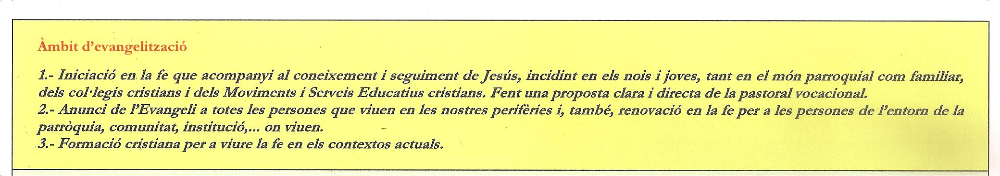 Àmbit d'evangelització
1.- Iniciació en la fe que acompanyi al coneixement i seguiment de Jesús, incidint en els nois i joves, tant en el món parroquial com familiar,
dels col·legis cristians i dels Moviments i Serveis Educatius cristians. Fent una proposta clara i directa de la pastoral vocacional.
2.- Anunci de l'Evangeli a totes les persones que viuen en les nostres perifèries i, també, renovació en la fe per a les persones de l'entorn de la
parròquia, comunitat, institució,... on viuen.
3.- Formació cristiana per a viure la fe en els contextos actuals.